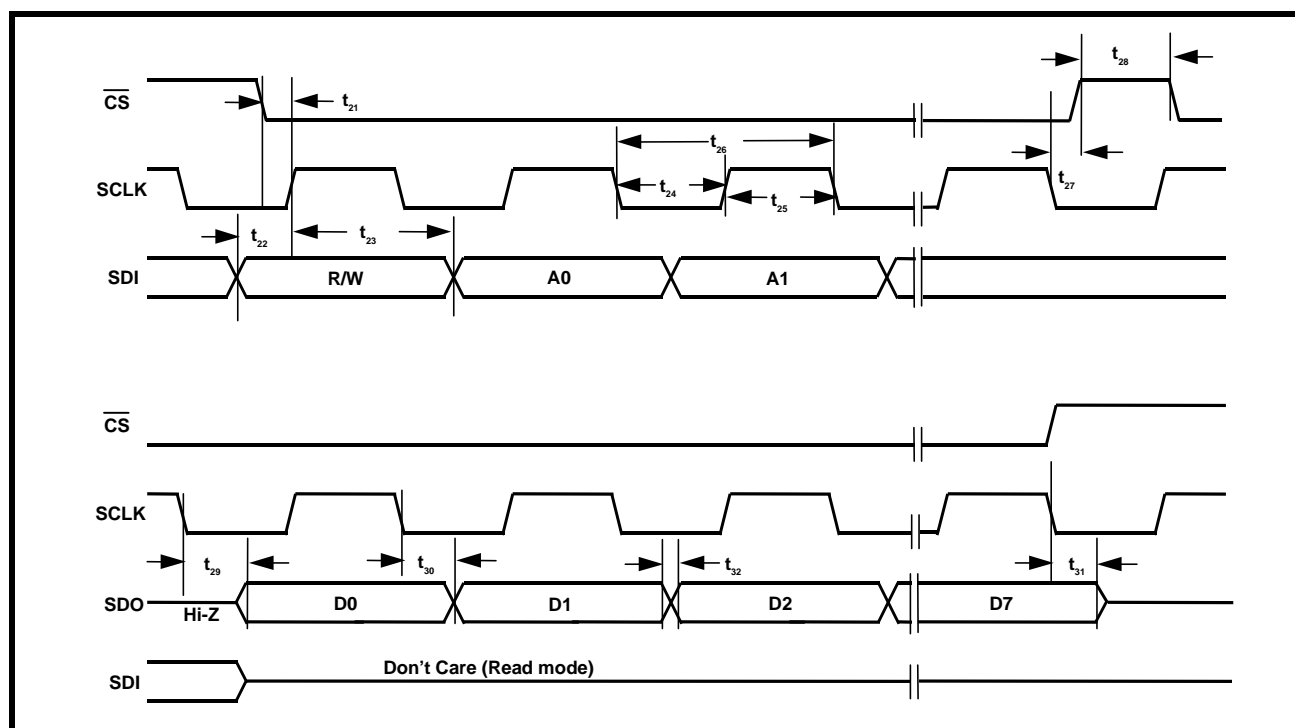 t28
CS
t21
t26
SCLK
t24
t25
t27
t22
t23
SDI
R/W
A0
A1
CS
SCLK
t29
t30
t32
t31
SDO
Hi-Z
D0
D1
D2
D7
SDI
Don't Care (Read mode)